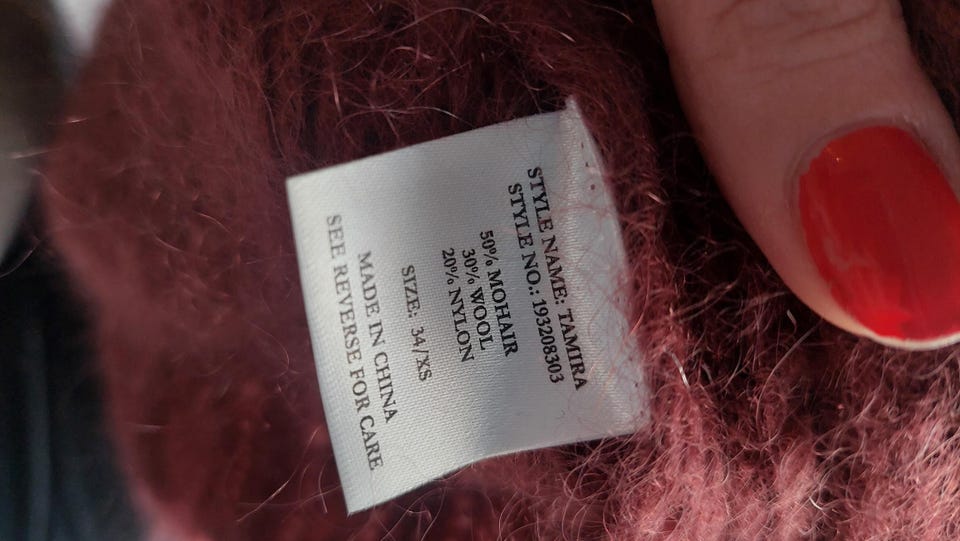 STYLE NAME: TAMIRA
STYLE NO.: 193208303
50% MOHAIR
30% WOOL
20% NYLON
SIZE: 34/XS
MADE IN CHINA
SEE REVERSE FOR CARE